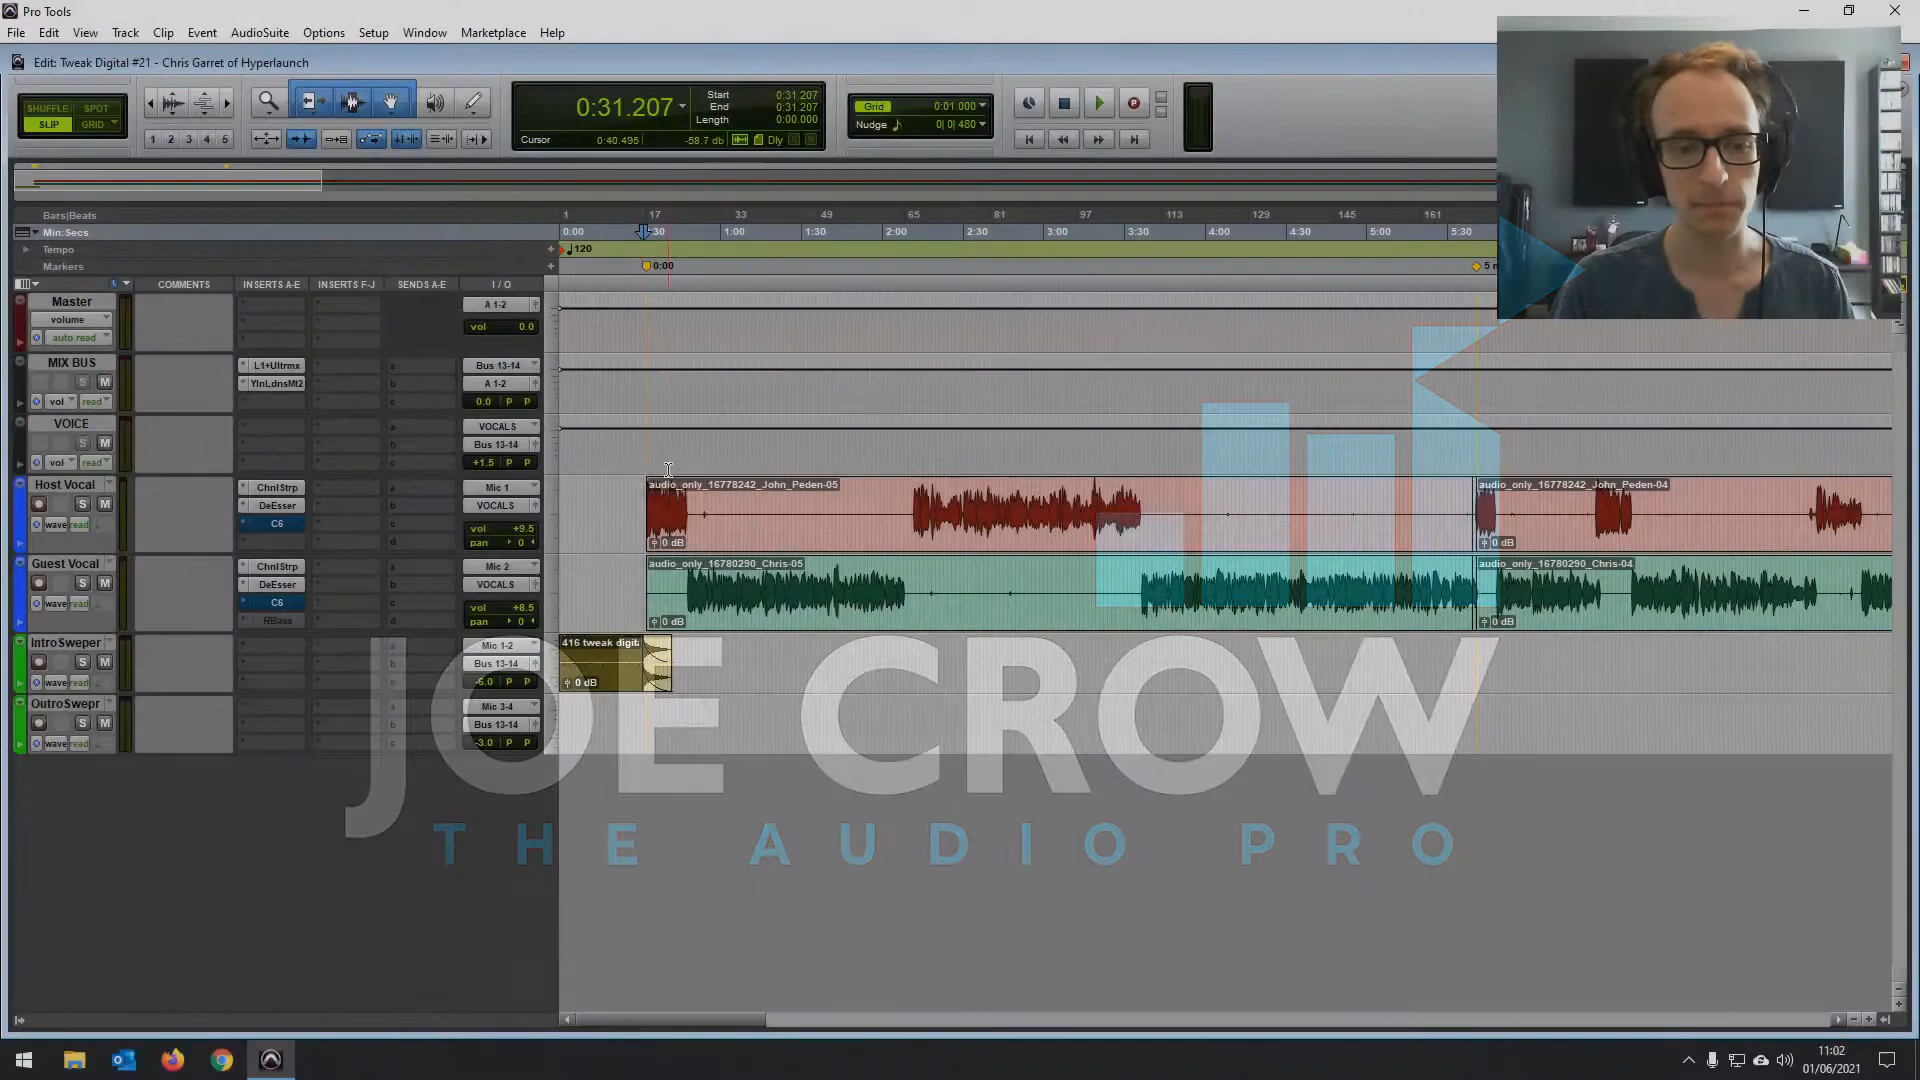 Pro Tools
File Edit View Track Clip Event AudioSuite Options Setup Window Marketplace Help
Edit: Tweak Digital #21 - Chris Garret of Hyperlaunch
SHUFFLE SPOT
SLIP GRID
1 2 3 4 5
0:31.207
Start 0:31.207
End 0:31.207
Length 0:00.000
Cursor 0:40.495 -58.7 db Dly
Grid 0:01.000
Nudge 0| 0| 480
Bars|Beats 1 17 33 49 65 81 97 113 129 145 161
Min:Secs 0:00 :30 1:00 1:30 2:00 2:30 3:00 3:30 4:00 4:30 5:00 5:30
Tempo 120
Markers 0:00 5 m
COMMENTS INSERTS A-E INSERTS F-J SENDS A-E I / O
Master A 1-2
volume vol 0.0
auto read
MIX BUS L1+Ultrmx a Bus 13-14
S M YlnLdnsMt2 b A 1-2
vol read c 0.0 P P
VOICE a VOCALS
S M b Bus 13-14
vol read c +1.5 P P
Host Vocal ChnlStrp a Mic 1 audio_only_16778242_John_Peden-05 audio_only_16778242_John_Peden-04
S M DeEsser b VOCALS
wave read C6 c vol +9.5
d pan 0 0 dB 0 dB
Guest Vocal ChnlStrp a Mic 2 audio_only_16780290_Chris-05 audio_only_16780290_Chris-04
S M DeEsser b VOCALS
wave read C6 c vol +8.5
RBass d pan 0 0 dB 0 dB
IntroSweper a Mic 1-2 416 tweak digita
S M b Bus 13-14
wave read c -6.0 P P 0 dB
OutroSwepr a Mic 3-4
S M b Bus 13-14
wave read c -3.0 P P
JOE CROW
THE AUDIO PRO
11:02
01/06/2021